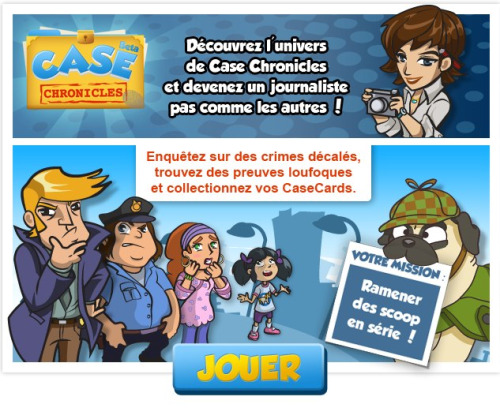 Beta
CASE
CHRONICLES
Découvrez l'univers
de Case Chronicles
et devenez un journaliste
pas comme les autres !
Enquêtez sur des crimes décalés,
trouvez des preuves loufoques
et collectionnez vos CaseCards.
VOTRE MISSION :
Ramener
des scoop
en série !
JOUER